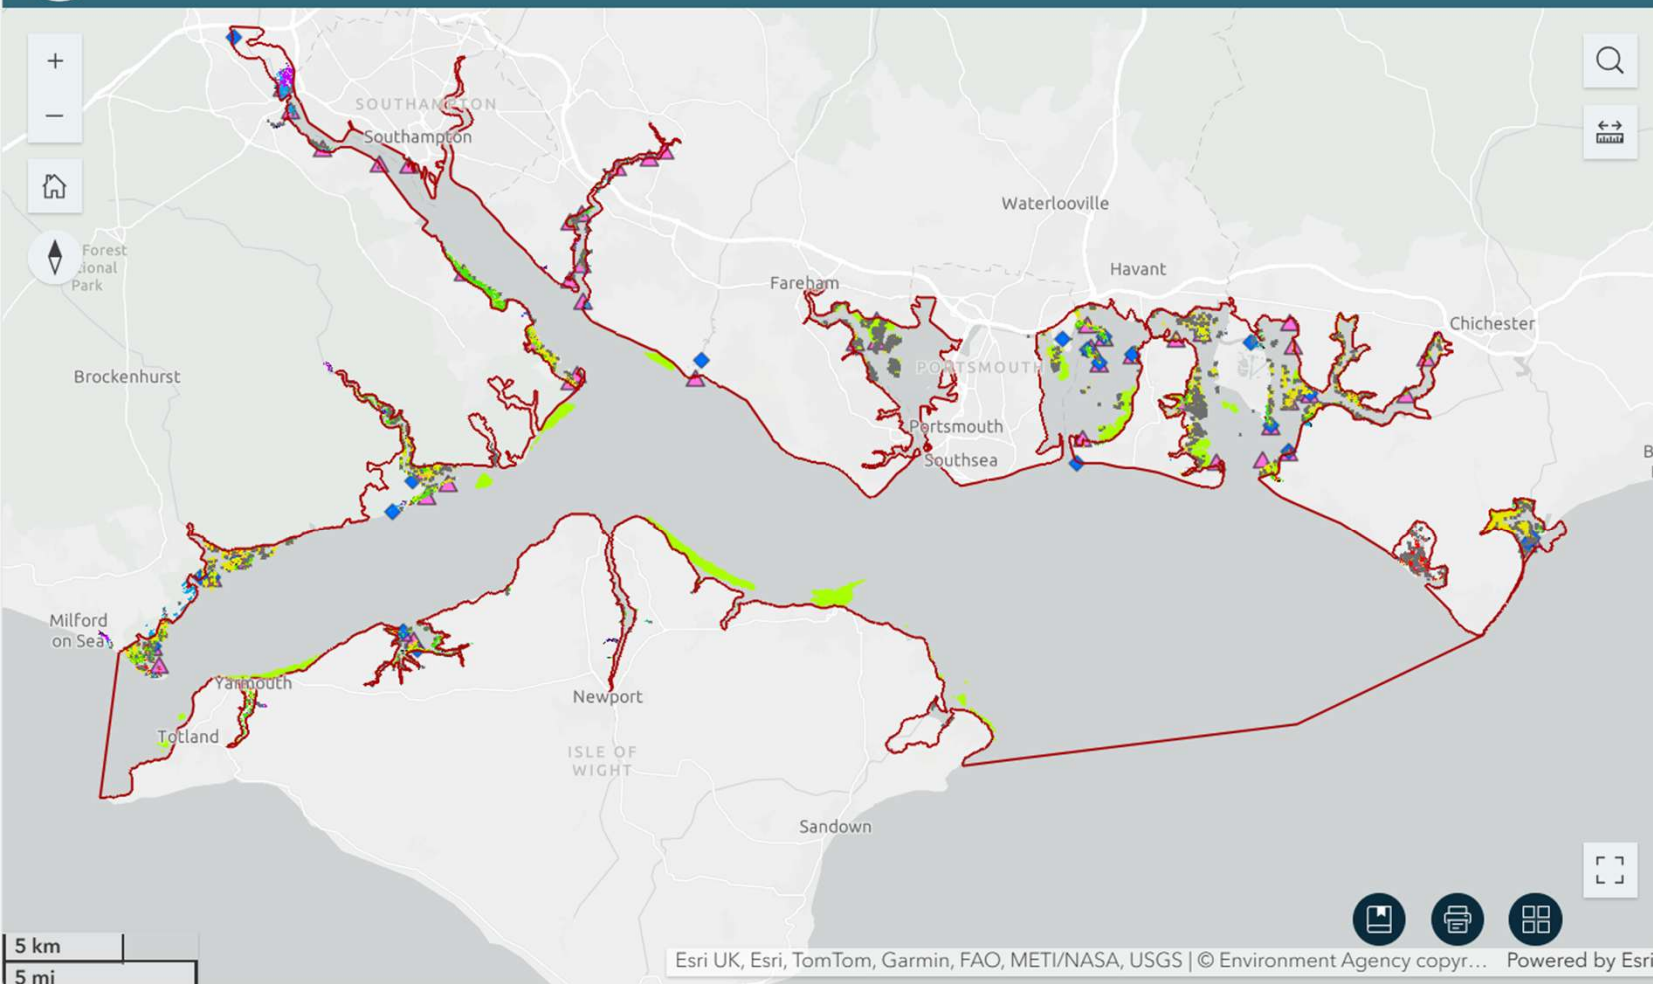 +
SOUTHAMPTON
−
Southampton
Waterlooville
Forest
ional
Park
Havant
Fareham
Chichester
PORTSMOUTH
Brockenhurst
Portsmouth
Southsea
B
Milford
on Sea
Yarmouth
Newport
Totland
ISLE OF
WIGHT
Sandown
5 km
5 mi
Esri UK, Esri, TomTom, Garmin, FAO, METI/NASA, USGS | © Environment Agency copyr... Powered by Esri